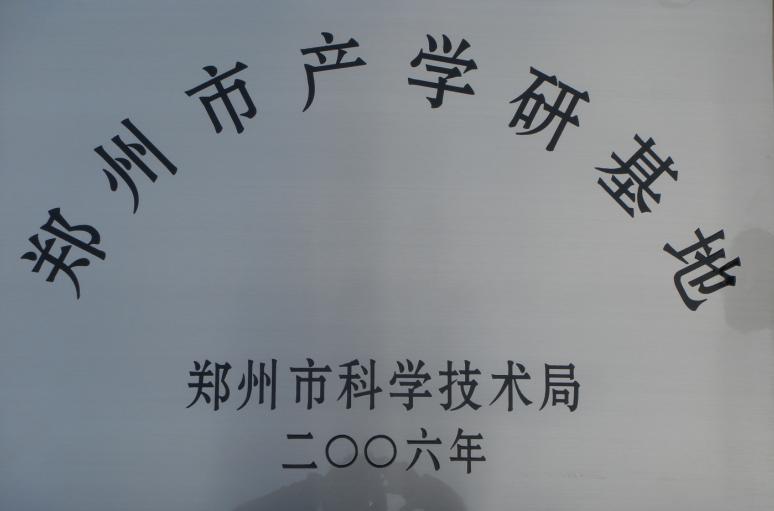 郑州市产学研基地
郑州市科学技术局
二〇〇六年